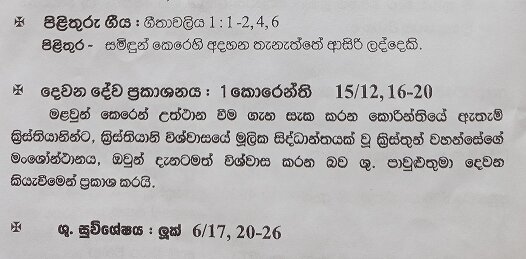 ✠ පිළිතුරු ගීය : ගීතාවලිය 1 : 1 -2, 4, 6
පිළිතුර - සමිඳුන් කෙරෙහි අදහන තැනැත්තේ ආසිරි ලද්දෙකි.
✠ දෙවන දේව ප්‍රකාශනය : 1 කොරෙන්ති 15/12, 16-20
මළවුන් කෙරෙන් උත්ථාන වීම ගැන සැක කරන කොරින්තියේ ඇතැම්
ක්‍රිස්තියානින්ට, ක්‍රිස්තියානි විශ්වාසයේ මූලික සිද්ධාන්තයක් වූ ක්‍රිස්තුන් වහන්සේගේ
මංශෝත්ථානය, ඔවුන් දැනටමත් විශ්වාස කරන බව ශු. පාවුළුතුමා දෙවන
කියැවීමෙන් ප්‍රකාශ කරයි.
✠ ශු. සුවිශේෂය : ලූක් 6/17, 20-26